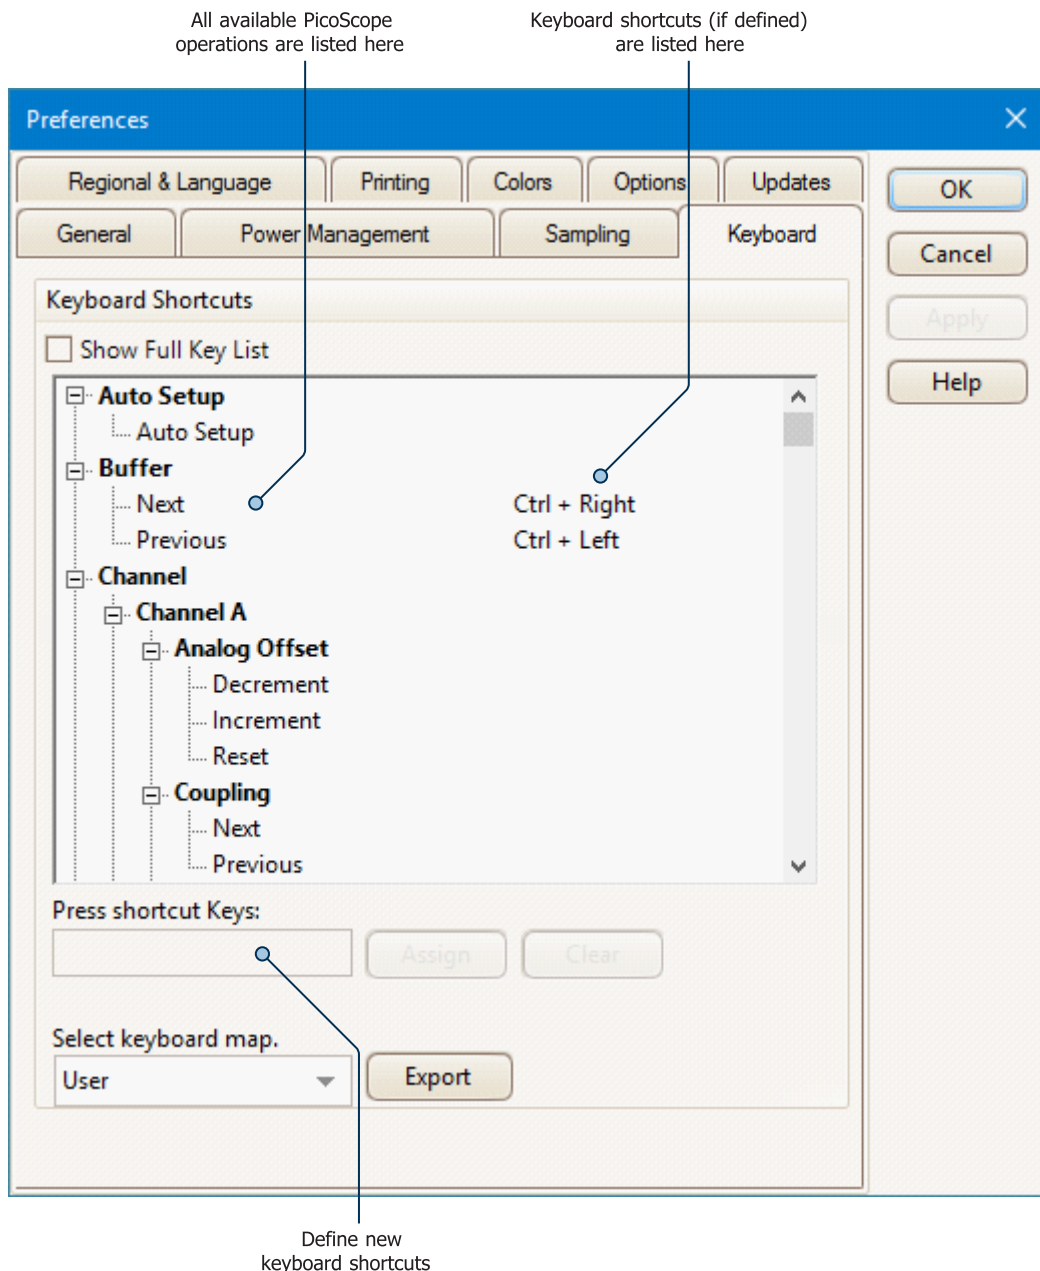 All available PicoScope
operations are listed here
Keyboard shortcuts (if defined)
are listed here
Preferences
Regional & Language Printing Colors Options Updates
General Power Management Sampling Keyboard
OK
Cancel
Apply
Help
Keyboard Shortcuts
Show Full Key List
Auto Setup
Auto Setup
Buffer
Next Ctrl + Right
Previous Ctrl + Left
Channel
Channel A
Analog Offset
Decrement
Increment
Reset
Coupling
Next
Previous
Press shortcut Keys:
Assign Clear
Select keyboard map.
User Export
Define new
keyboard shortcuts